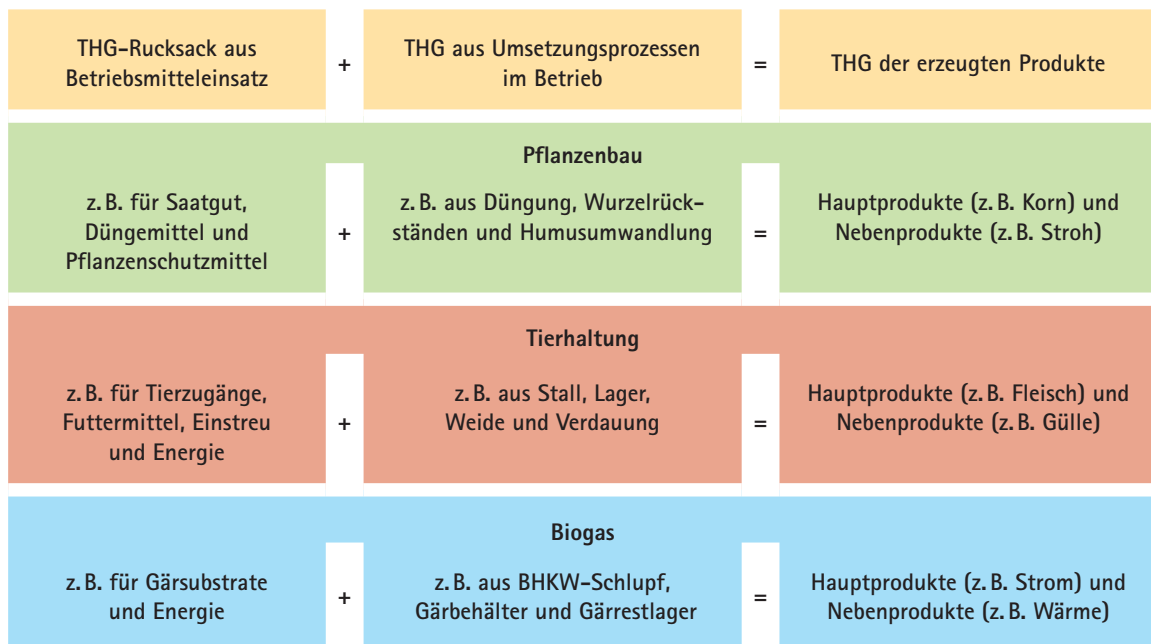 THG-Rucksack aus
Betriebsmitteleinsatz
+
THG aus Umsetzungsprozessen
im Betrieb
=
THG der erzeugten Produkte
Pflanzenbau
z. B. für Saatgut,
Düngemittel und
Pflanzenschutzmittel
+
z. B. aus Düngung, Wurzelrück-
ständen und Humusumwandlung
=
Hauptprodukte (z. B. Korn) und
Nebenprodukte (z. B. Stroh)
Tierhaltung
z. B. für Tierzugänge,
Futtermittel, Einstreu
und Energie
+
z. B. aus Stall, Lager,
Weide und Verdauung
=
Hauptprodukte (z. B. Fleisch) und
Nebenprodukte (z. B. Gülle)
Biogas
z. B. für Gärsubstrate
und Energie
+
z. B. aus BHKW-Schlupf,
Gärbehälter und Gärrestlager
=
Hauptprodukte (z. B. Strom) und
Nebenprodukte (z. B. Wärme)